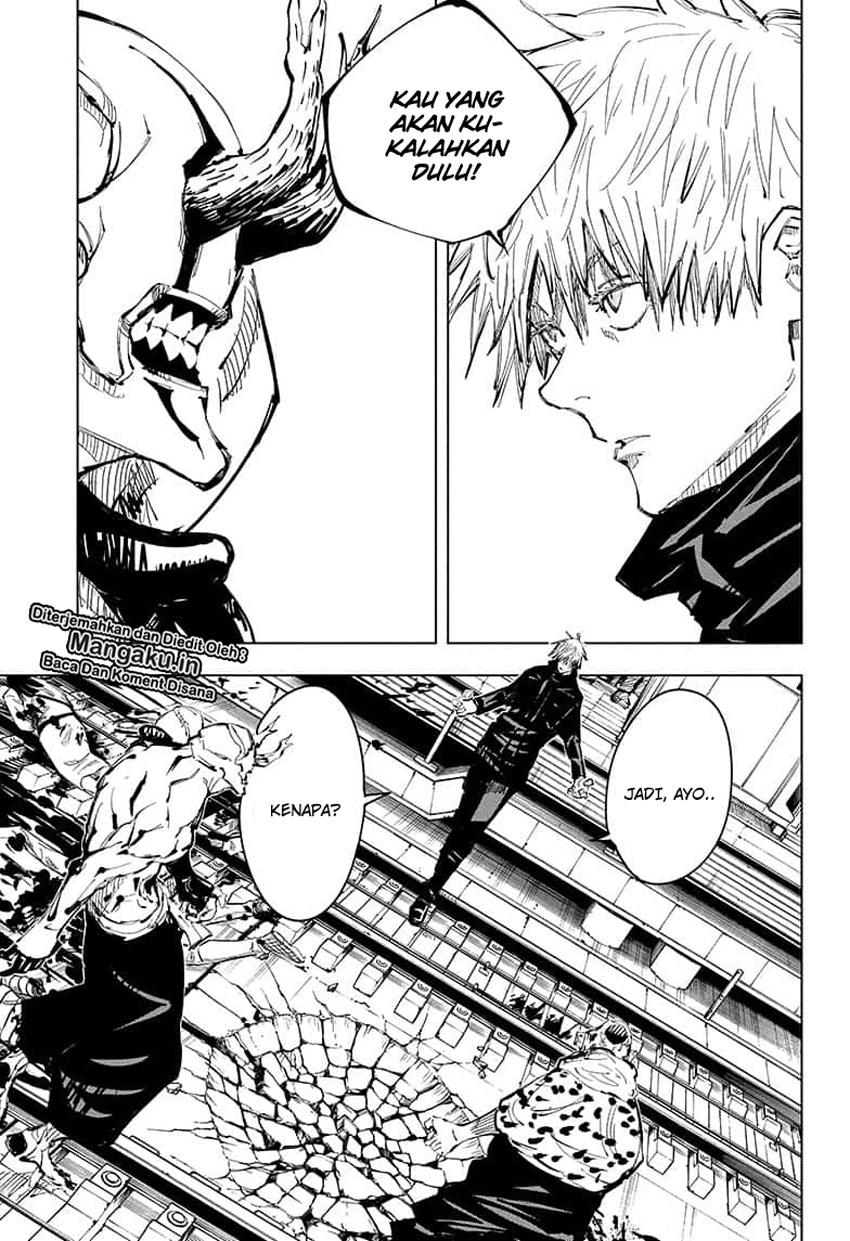 KAU YANG
AKAN KU-
KALAHKAN
DULU!
Diterjemahkan dan Diedit Oleh :
Mangaku.in
Baca Dan Koment Disana
JADI, AYO..
KENAPA?